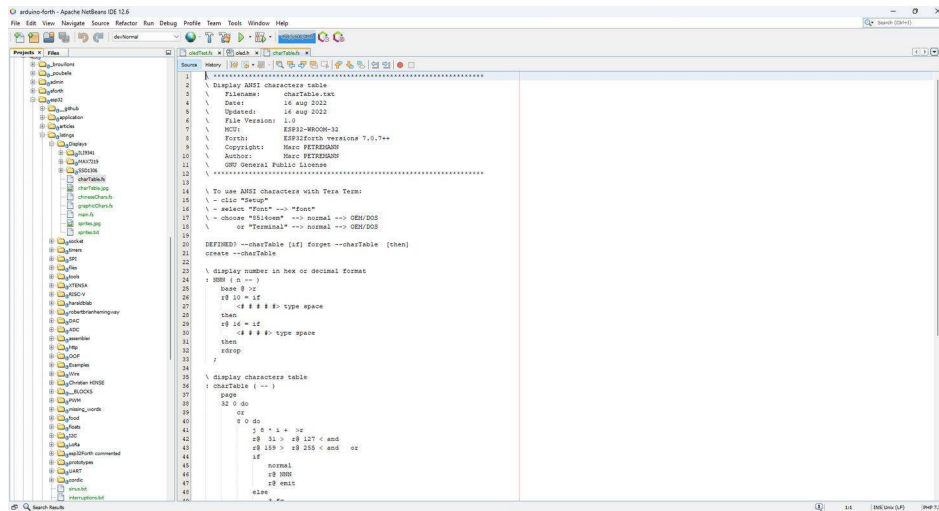 arduino-forth - Apache NetBeans IDE 12.6
File Edit View Navigate Source Refactor Run Debug Profile Team Tools Window Help
Search (Ctrl+I)
devNormal
Projects × Files
oledTest.fs × oled.h × charTable.fs ×
Source History
_brouillons
_poubelle
admin
eforth
esp32
_github
application
articles
listings
Displays
ILI9341
MAX7219
SSD1306
charTable.fs
charTable.jpg
chineseChars.fs
graphicChars.fs
main.fs
sprites.jpg
sprites.txt
socket
timers
SPI
files
tools
XTENSA
RISC-V
haraldblab
robertbrianhemingway
DAC
ADC
assembler
http
OOF
Examples
Wire
Christian HINSE
__BLOCKS
PWM
missing_words
food
floats
I2C
LoRa
esp32Forth commented
prototypes
UART
cordic
sinus.txt
interruptions.txt
1 \ *********************************************************************
2 \ Display ANSI characters table
3 \ Filename: charTable.txt
4 \ Date: 16 aug 2022
5 \ Updated: 16 aug 2022
6 \ File Version: 1.0
7 \ MCU: ESP32-WROOM-32
8 \ Forth: ESP32forth versions 7.0.7++
9 \ Copyright: Marc PETREMANN
10 \ Author: Marc PETREMANN
11 \ GNU General Public License
12 \ *********************************************************************
13
14 \ To use ANSI characters with Tera Term:
15 \ - clic "Setup"
16 \ - select "Font" --> "font"
17 \ - choose "8514oem" --> normal --> OEM/DOS
18 \ or "Terminal" --> normal --> OEM/DOS
19
20 DEFINED? --charTable [if] forget --charTable [then]
21 create --charTable
22
23 \ display number in hex or decimal format
24 : NNN ( n -- )
25 base @ >r
26 r@ 10 = if
27 <# # # # #> type space
28 then
29 r@ 16 = if
30 <# # # #> type space
31 then
32 rdrop
33 ;
34
35 \ display characters table
36 : charTable ( -- )
37 page
38 32 0 do
39 cr
40 8 0 do
41 j 8 * i + >r
42 r@ 31 > r@ 127 < and
43 r@ 159 > r@ 255 < and or
44 if
45 normal
46 r@ NNN
47 r@ emit
48 else
Search Results
1:1
INS Unix (LF)